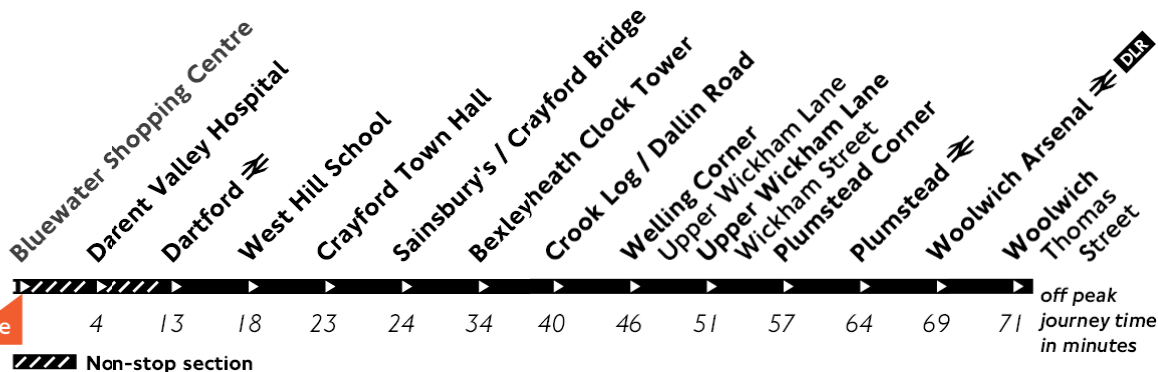 Bluewater Shopping Centre
Darent Valley Hospital
Dartford
West Hill School
Crayford Town Hall
Sainsbury's / Crayford Bridge
Bexleyheath Clock Tower
Crook Log / Dallin Road
Welling Corner
Upper Wickham Lane
Upper Wickham Lane
Wickham Street
Plumstead Corner
Plumstead
Woolwich Arsenal DLR
Woolwich
Thomas
Street
e
4 13 18 23 24 34 40 46 51 57 64 69 71
off peak
journey time
in minutes
Non-stop section